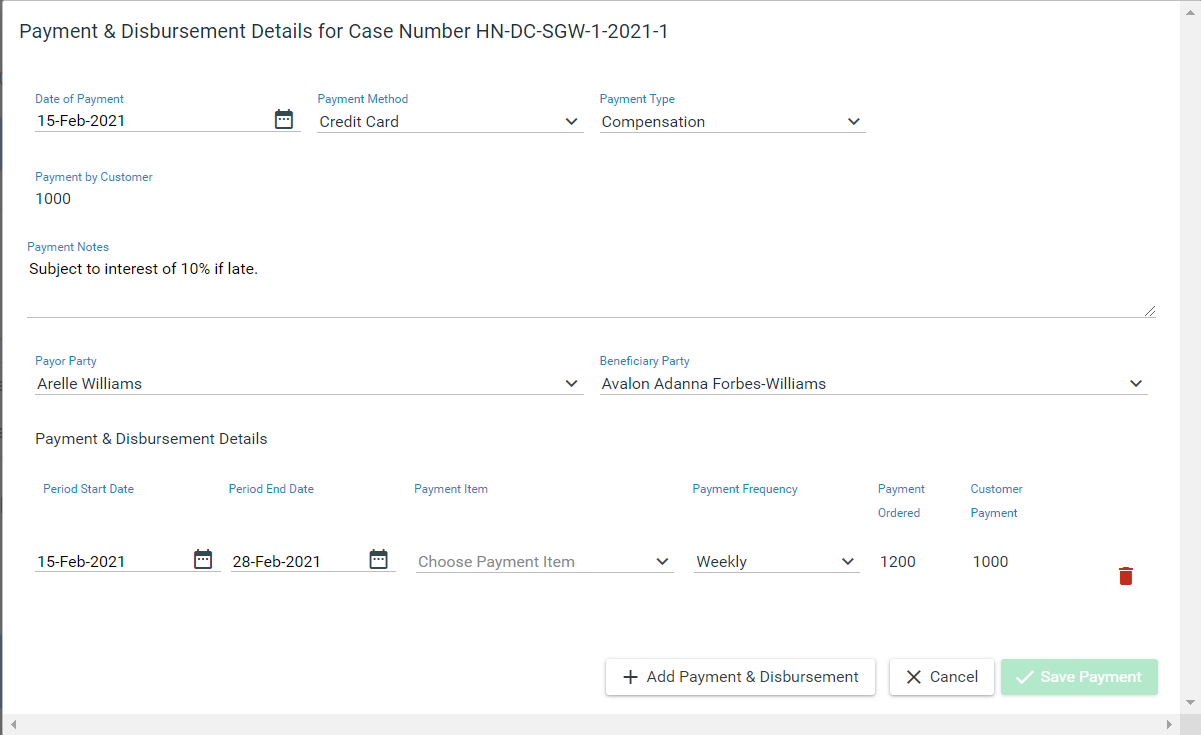 Payment & Disbursement Details for Case Number HN-DC-SGW-1-2021-1
Date of Payment
15-Feb-2021
Payment Method
Credit Card
Payment Type
Compensation
Payment by Customer
1000
Payment Notes
Subject to interest of 10% if late.
Payor Party
Arelle Williams
Beneficiary Party
Avalon Adanna Forbes-Williams
Payment & Disbursement Details
Period Start Date
Period End Date
Payment Item
Payment Frequency
Payment
Ordered
Customer
Payment
15-Feb-2021
28-Feb-2021
Choose Payment Item
Weekly
1200
1000
Add Payment & Disbursement
Cancel
Save Payment